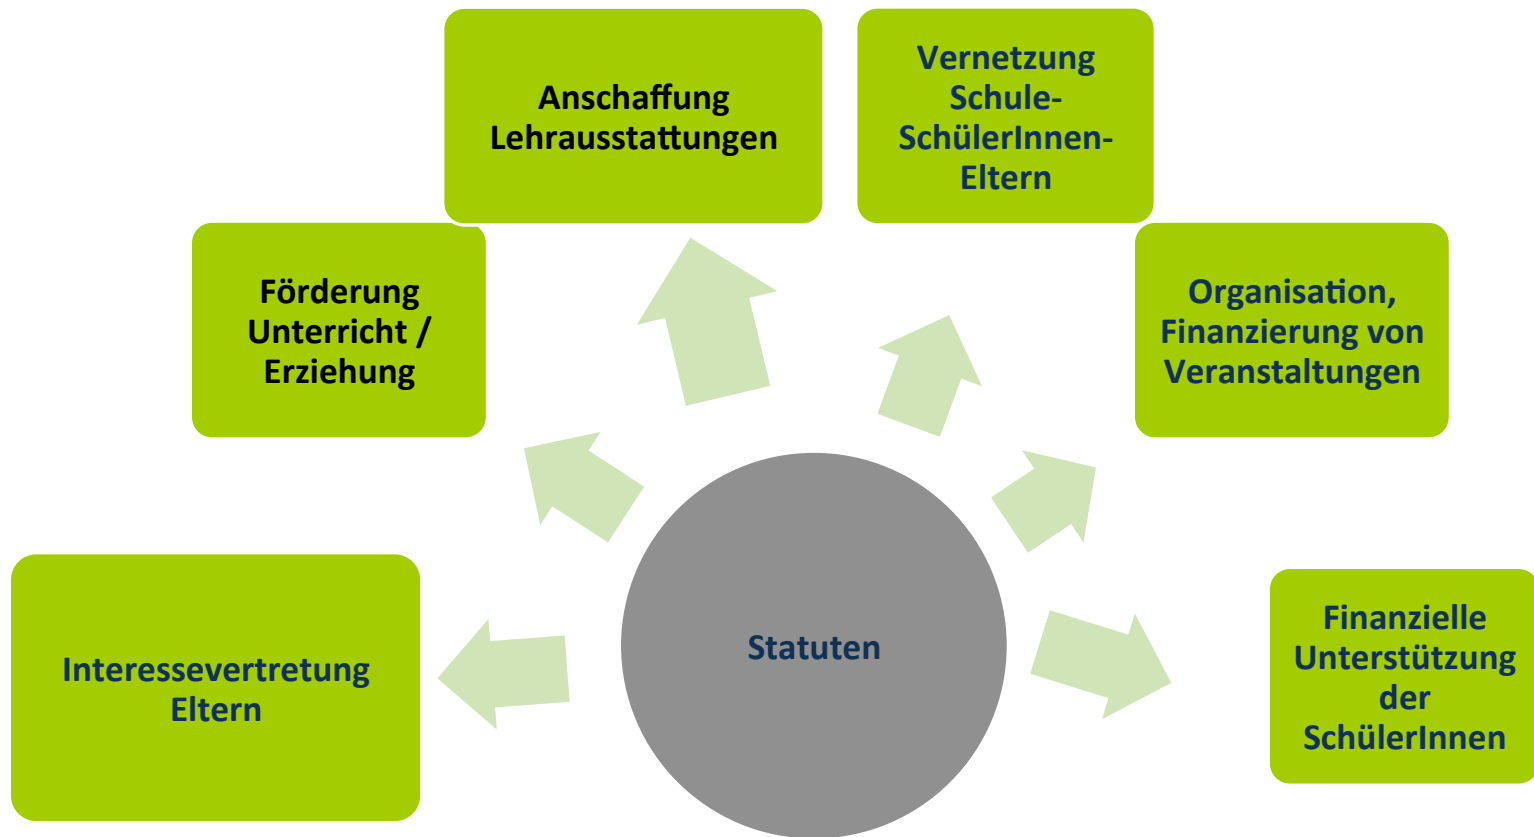 Anschaffung
Lehrausstattungen
Vernetzung
Schule-
SchülerInnen-
Eltern
Förderung
Unterricht /
Erziehung
Organisation,
Finanzierung von
Veranstaltungen
Interessevertretung
Eltern
Statuten
Finanzielle
Unterstützung
der
SchülerInnen